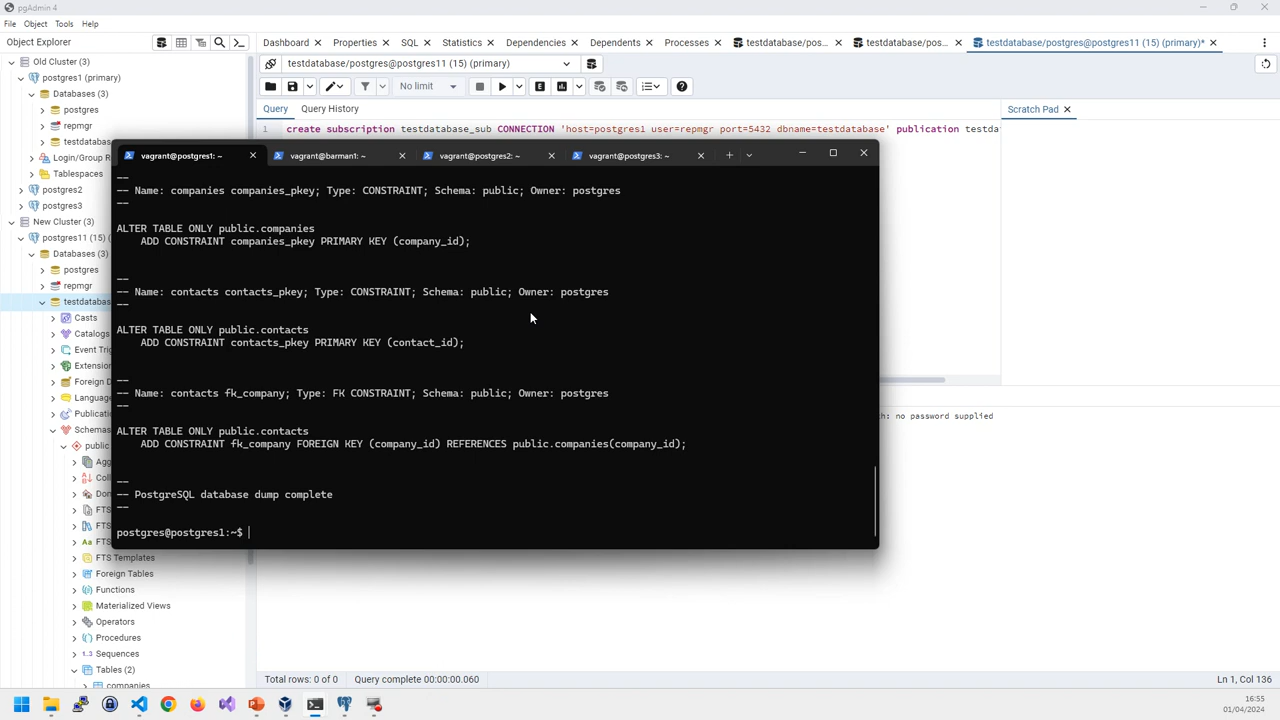 pgAdmin 4
File Object Tools Help
Object Explorer
Dashboard Properties SQL Statistics Dependencies Dependents Processes testdatabase/pos... testdatabase/pos... testdatabase/postgres@postgres11 (15) (primary)*
Old Cluster (3)
postgres1 (primary)
Databases (3)
postgres
repmgr
testdatabas
Login/Group R
Tablespaces
postgres2
postgres3
New Cluster (3)
postgres11 (15) (
Databases (3)
postgres
repmgr
testdatabas
Casts
Catalogs
Event Trig
Extension
Foreign D
Language
Publicatio
Schemas
public
Agg
Coll
Don
FTS
FTS
FTS
FTS Templates
Foreign Tables
Functions
Materialized Views
Operators
Procedures
Sequences
Tables (2)
companies
testdatabase/postgres@postgres11 (15) (primary)
No limit
Query Query History
Scratch Pad
1 create subscription testdatabase_sub CONNECTION 'host=postgres1 user=repmgr port=5432 dbname=testdatabase' publication testda
vagrant@postgres1: ~ vagrant@barman1: ~ vagrant@postgres2: ~ vagrant@postgres3: ~
--
-- Name: companies companies_pkey; Type: CONSTRAINT; Schema: public; Owner: postgres
--
ALTER TABLE ONLY public.companies
ADD CONSTRAINT companies_pkey PRIMARY KEY (company_id);
--
-- Name: contacts contacts_pkey; Type: CONSTRAINT; Schema: public; Owner: postgres
--
ALTER TABLE ONLY public.contacts
ADD CONSTRAINT contacts_pkey PRIMARY KEY (contact_id);
--
-- Name: contacts fk_company; Type: FK CONSTRAINT; Schema: public; Owner: postgres
--
ALTER TABLE ONLY public.contacts
ADD CONSTRAINT fk_company FOREIGN KEY (company_id) REFERENCES public.companies(company_id);
--
-- PostgreSQL database dump complete
--
postgres@postgres1:~$
h: no password supplied
Total rows: 0 of 0 Query complete 00:00:00.060
Ln 1, Col 136
16:55
01/04/2024